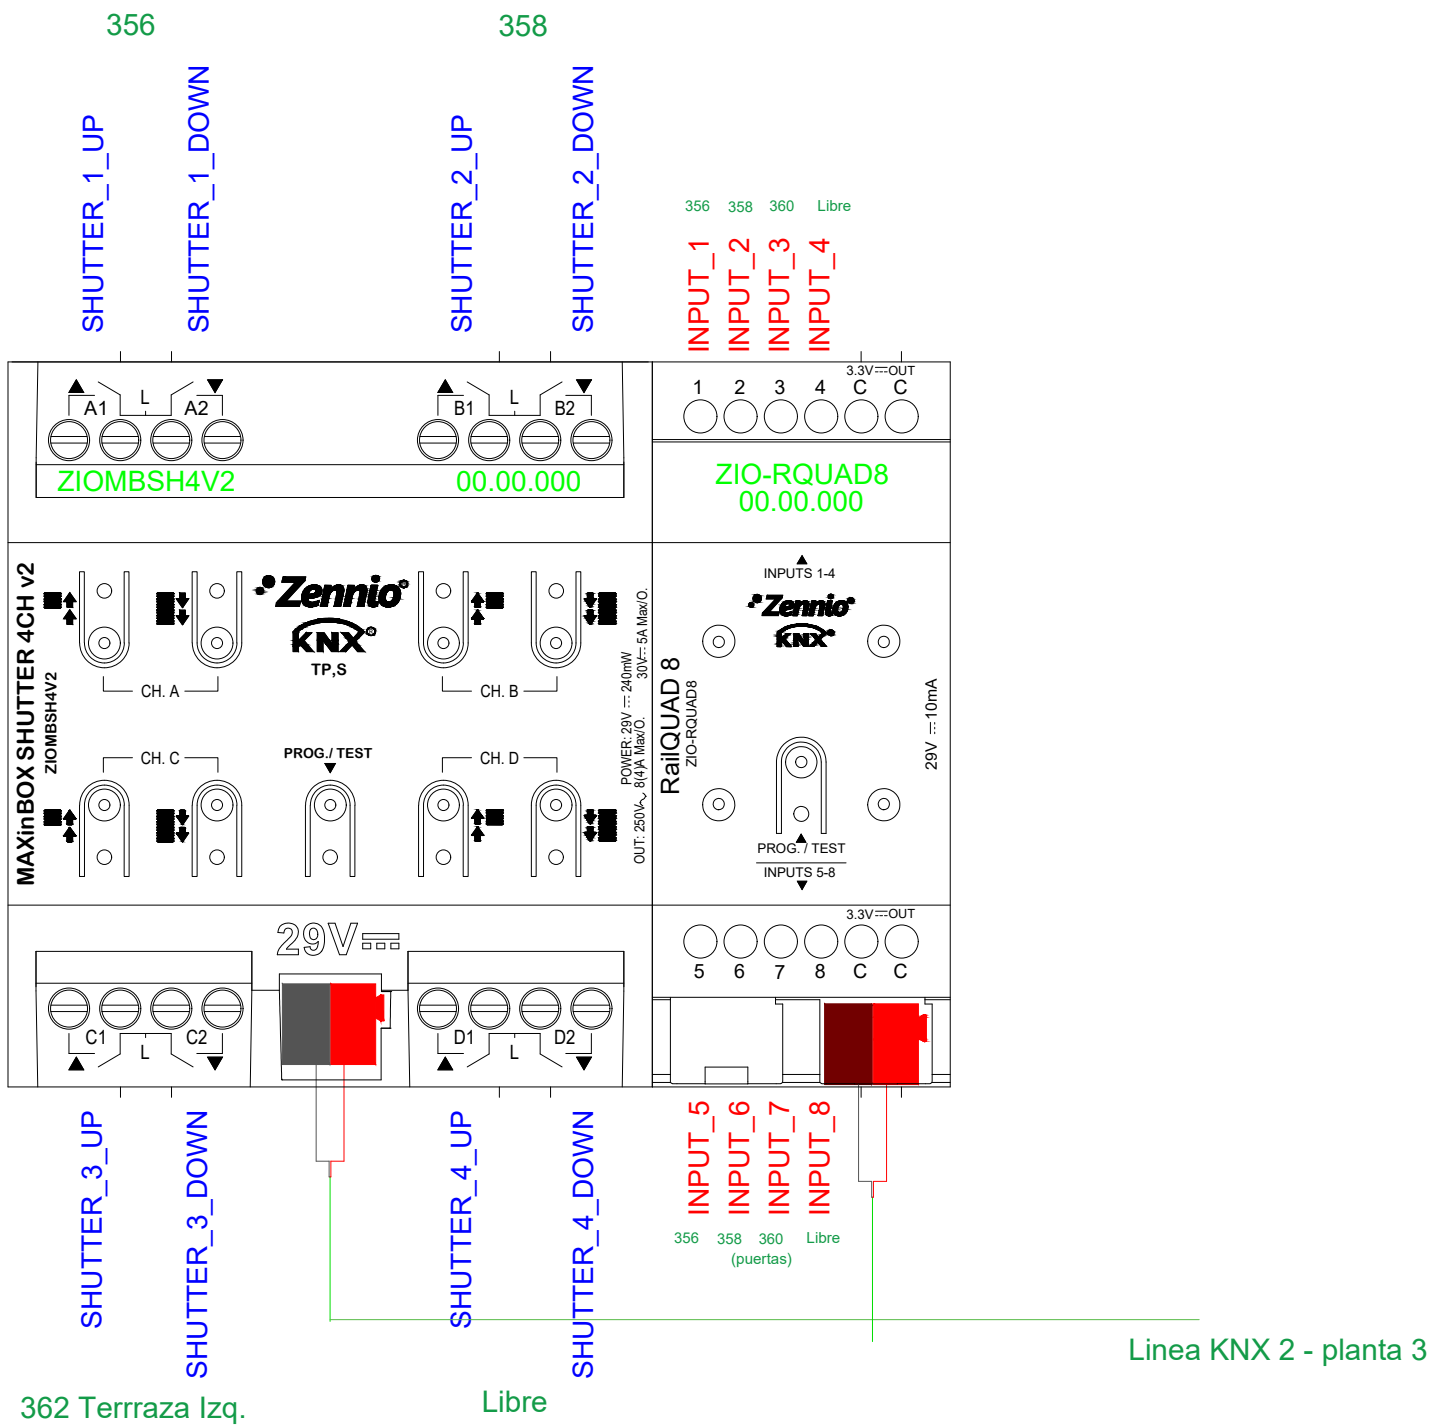 356
358
SHUTTER_1_UP
SHUTTER_1_DOWN
SHUTTER_2_UP
SHUTTER_2_DOWN
356 358 360 Libre
INPUT_1
INPUT_2
INPUT_3
INPUT_4
A1 L A2
B1 L B2
3.3V OUT
1 2 3 4 C C
ZIOMBSH4V2
00.00.000
ZIO-RQUAD8
00.00.000
MAXinBOX SHUTTER 4CH v2
ZIOMBSH4V2
Zennio
KNX
TP,S
CH. A
CH. B
CH. C
PROG./ TEST
CH. D
POWER: 29V 240mW
OUT: 250V 8(4)A Max/O. 30V 5A Max/O.
INPUTS 1-4
Zennio
KNX
RailQUAD 8
ZIO-RQUAD8
29V 10mA
PROG. / TEST
INPUTS 5-8
29V
3.3V OUT
5 6 7 8 C C
C1 L C2
D1 L D2
SHUTTER_3_UP
SHUTTER_3_DOWN
SHUTTER_4_UP
SHUTTER_4_DOWN
INPUT_5
INPUT_6
INPUT_7
INPUT_8
356 358 360 Libre
(puertas)
Linea KNX 2 - planta 3
362 Terrraza Izq.
Libre